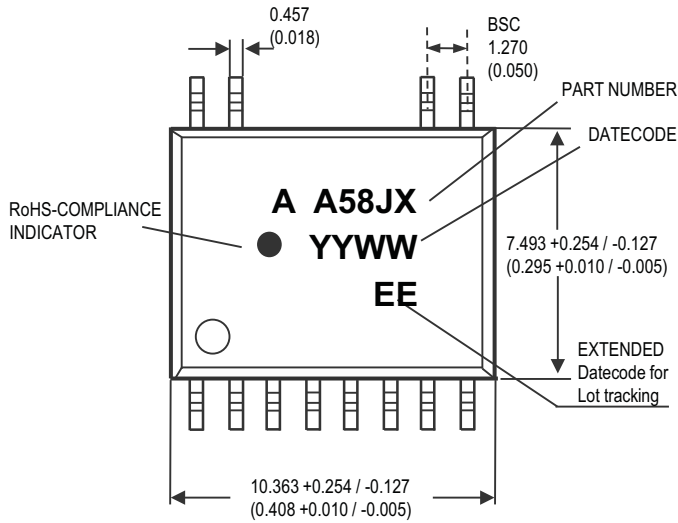 0.457
(0.018)
BSC
1.270
(0.050)
PART NUMBER
DATECODE
A A58JX
RoHS-COMPLIANCE
INDICATOR
YYWW
7.493 +0.254 / -0.127
(0.295 +0.010 / -0.005)
EE
EXTENDED
Datecode for
Lot tracking
10.363 +0.254 / -0.127
(0.408 +0.010 / -0.005)